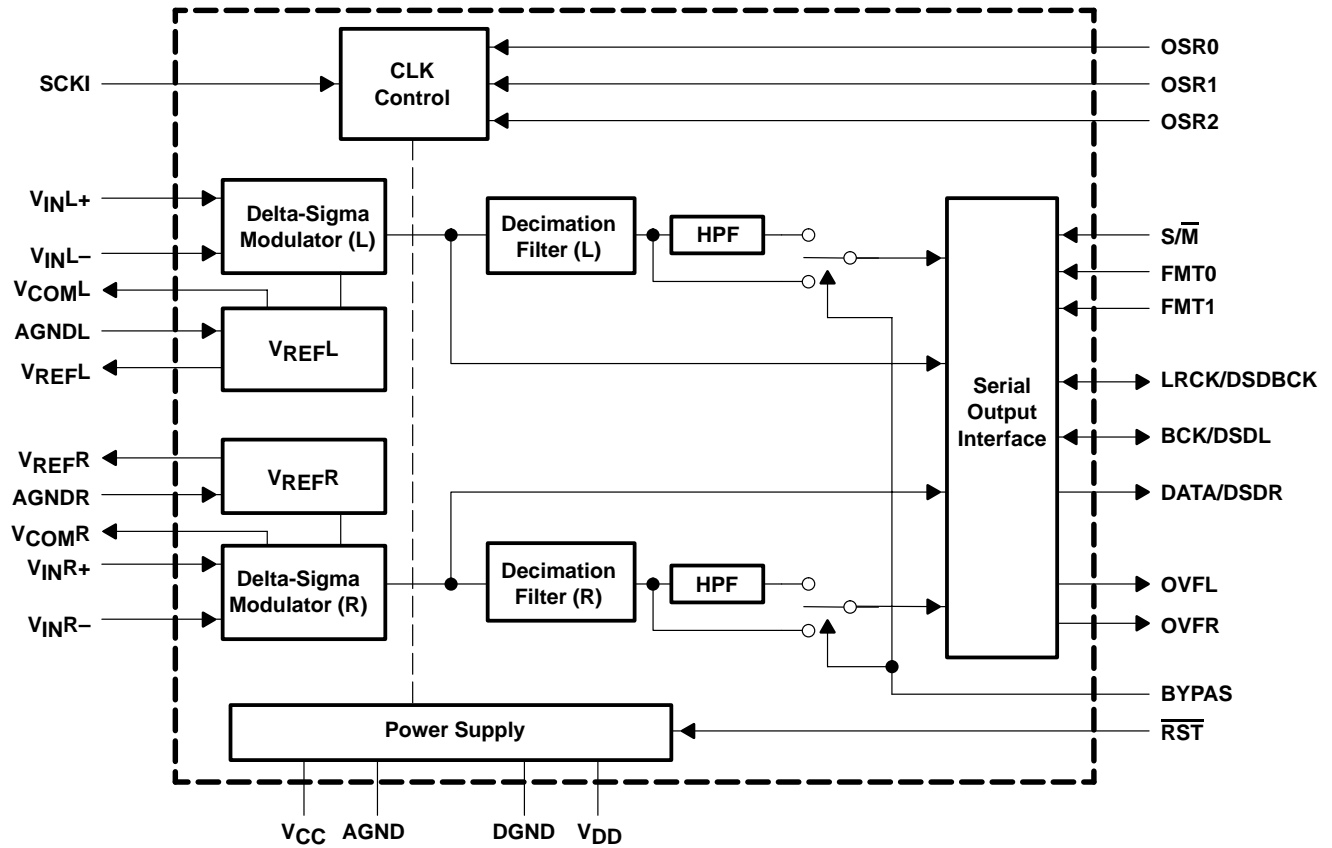 OSR0
SCKI
CLK
Control
OSR1
OSR2
VINL+
Delta-Sigma
Modulator (L)
Decimation
Filter (L)
HPF
S/M̅
VINL–
FMT0
VCOML
FMT1
AGNDL
VREFL
VREFL
Serial
Output
Interface
LRCK/DSDBCK
BCK/DSDL
VREFR
VREFR
AGNDR
DATA/DSDR
VCOMR
VINR+
Delta-Sigma
Modulator (R)
Decimation
Filter (R)
HPF
OVFL
VINR–
OVFR
BYPAS
Power Supply
R̅S̅T̅
VCC
AGND
DGND
VDD